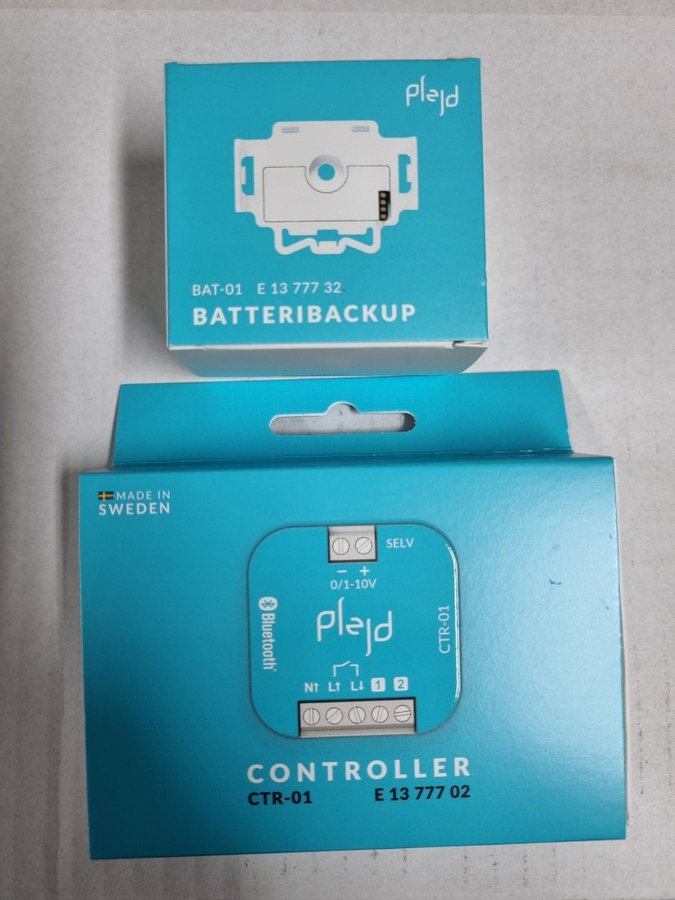 plejd
BAT-01 E 13 777 32
BATTERIBACKUP
MADE IN
SWEDEN
SELV
- +
0/1-10V
plejd
Bluetooth
CTR-01
N↑ L↑ L↓ 1 2
CONTROLLER
CTR-01 E 13 777 02